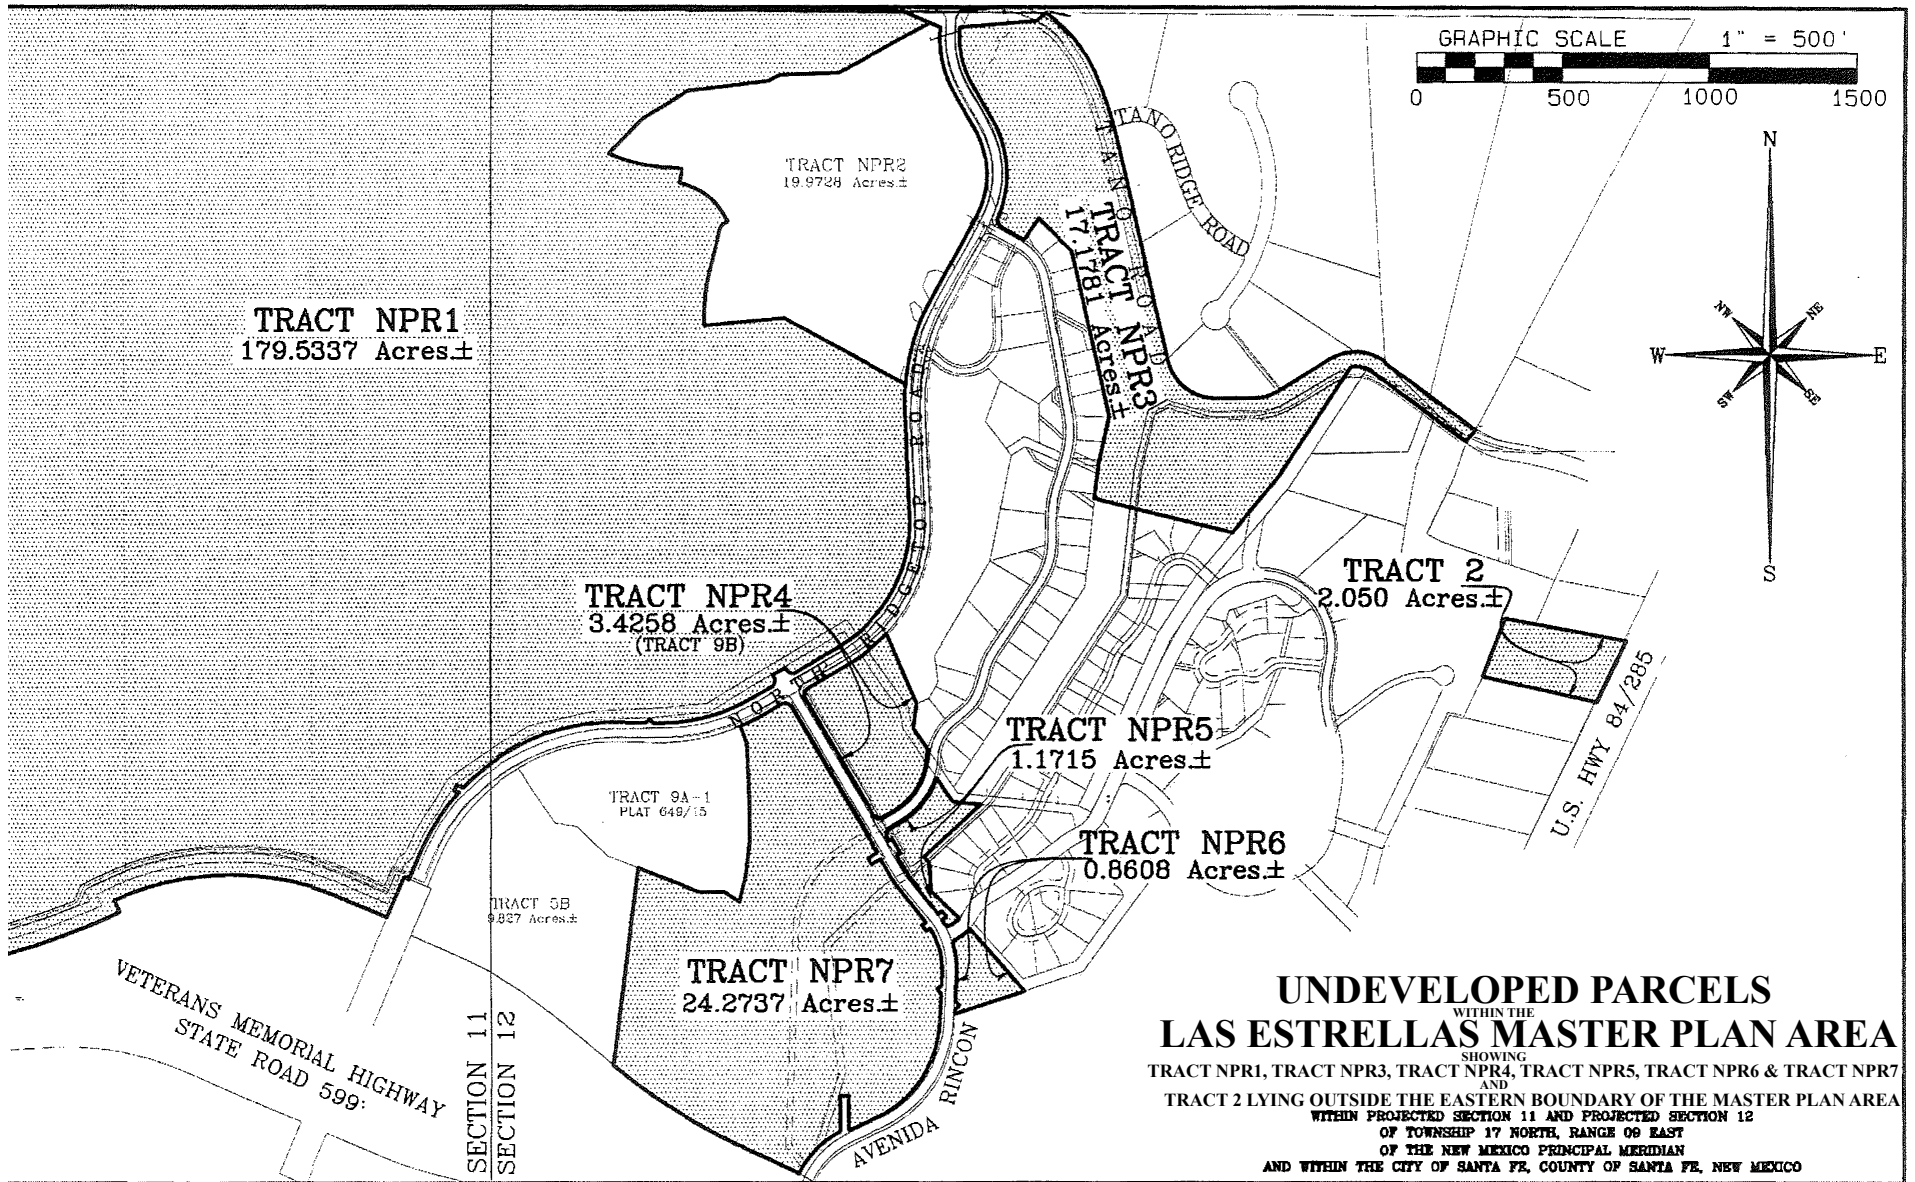 GRAPHIC SCALE 1" = 500'
0 500 1000 1500
N
NW NE
W E
SW SE
S
TANO RIDGE ROAD
TANO ROAD
TRACT NPR2
19.9728 Acres.±
TRACT NPR3
17.1781 Acres.±
TRACT NPR1
179.5337 Acres.±
NORTH RIDGETOP ROAD
TRACT NPR4
3.4258 Acres.±
(TRACT 9B)
TRACT 2
2.050 Acres.±
U.S. HWY 84/285
TRACT NPR5
1.1715 Acres.±
TRACT 9A-1
PLAT 649/15
TRACT NPR6
0.8608 Acres.±
TRACT 5B
9.827 Acres.±
TRACT NPR7
24.2737 Acres.±
VETERANS MEMORIAL HIGHWAY
STATE ROAD 599
SECTION 11
SECTION 12
AVENIDA RINCON
UNDEVELOPED PARCELS
WITHIN THE
LAS ESTRELLAS MASTER PLAN AREA
SHOWING
TRACT NPR1, TRACT NPR3, TRACT NPR4, TRACT NPR5, TRACT NPR6 & TRACT NPR7
AND
TRACT 2 LYING OUTSIDE THE EASTERN BOUNDARY OF THE MASTER PLAN AREA
WITHIN PROJECTED SECTION 11 AND PROJECTED SECTION 12
OF TOWNSHIP 17 NORTH, RANGE 09 EAST
OF THE NEW MEXICO PRINCIPAL MERIDIAN
AND WITHIN THE CITY OF SANTA FE, COUNTY OF SANTA FE, NEW MEXICO